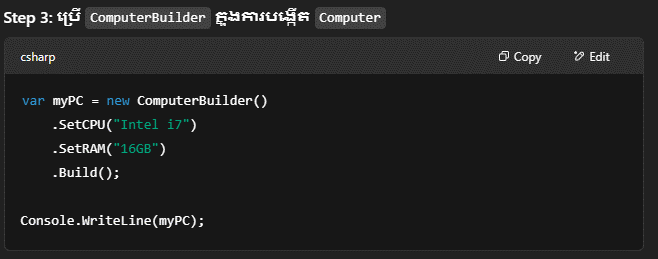 Step 3: ប្រើ ComputerBuilder ក្នុងការបង្កើត Computer
csharp Copy Edit
var myPC = new ComputerBuilder()
    .SetCPU("Intel i7")
    .SetRAM("16GB")
    .Build();
Console.WriteLine(myPC);